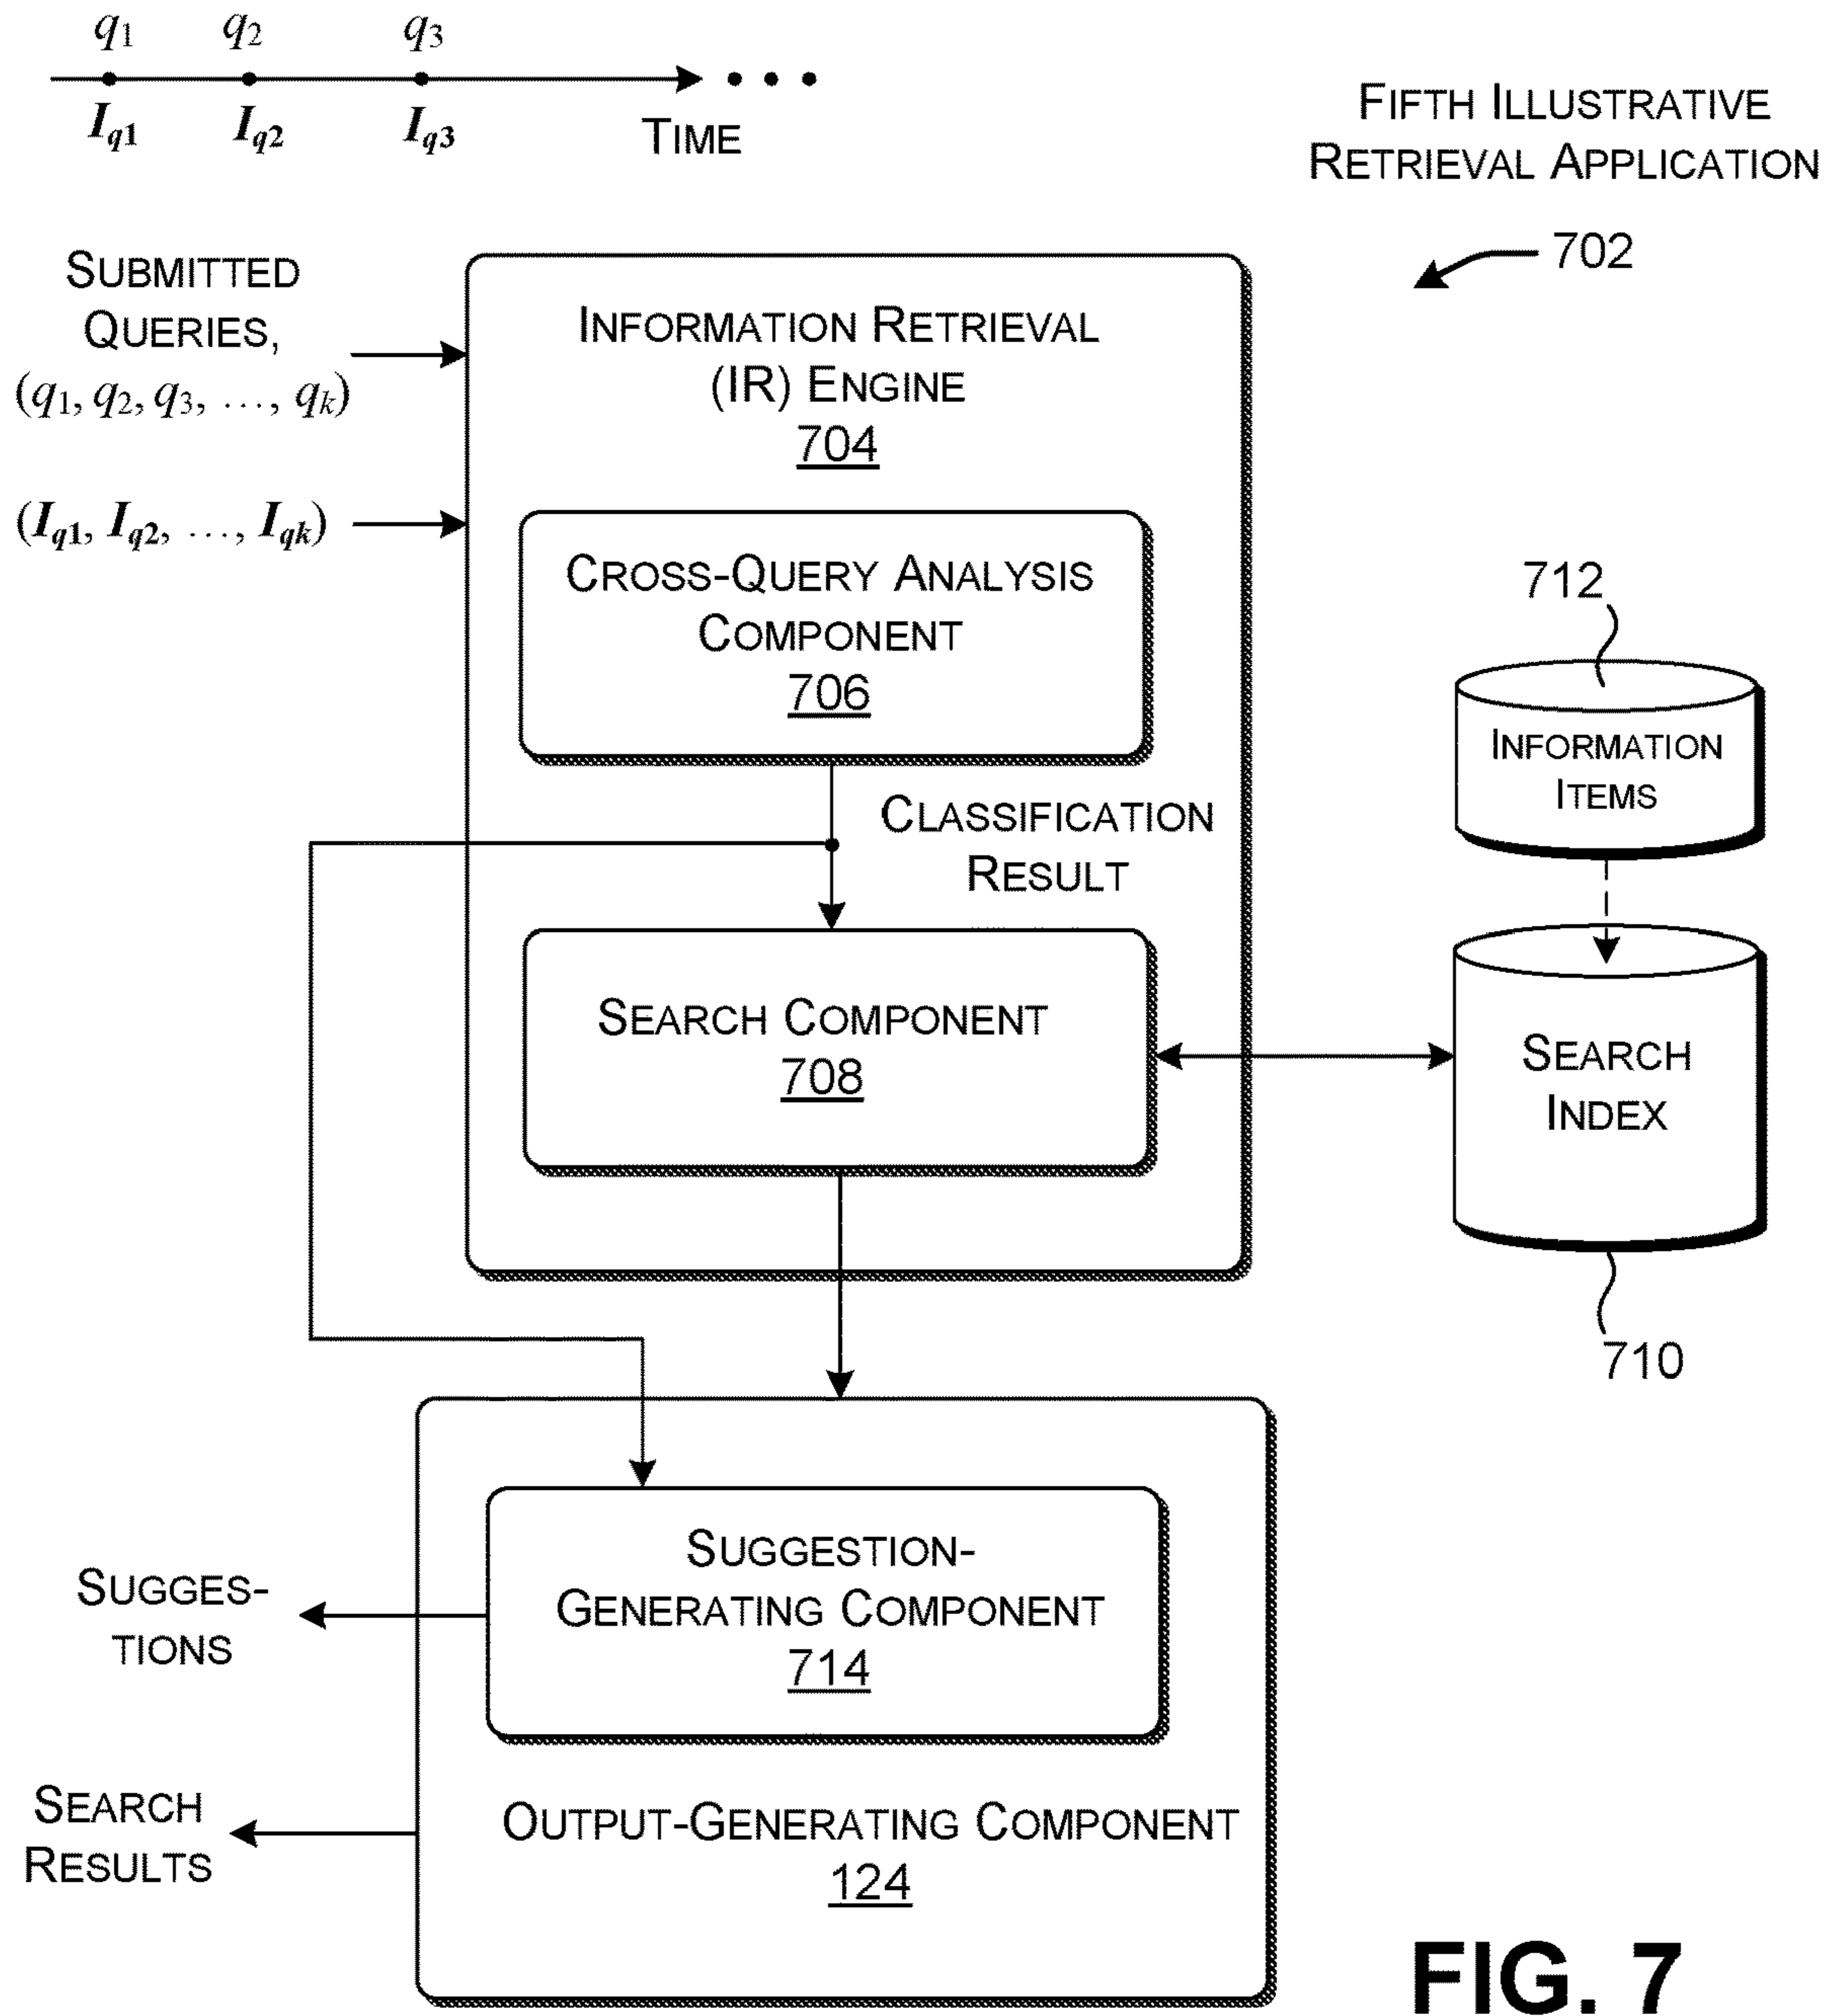 q1 q2 q3
Iq1 Iq2 Iq3 TIME
FIFTH ILLUSTRATIVE
RETRIEVAL APPLICATION
702
SUBMITTED
QUERIES,
(q1, q2, q3, …, qk)
(Iq1, Iq2, …, Iqk)
INFORMATION RETRIEVAL
(IR) ENGINE
704
CROSS-QUERY ANALYSIS
COMPONENT
706
CLASSIFICATION
RESULT
SEARCH COMPONENT
708
712
INFORMATION
ITEMS
SEARCH
INDEX
710
SUGGESTION-
GENERATING COMPONENT
714
SUGGES-
TIONS
SEARCH
RESULTS
OUTPUT-GENERATING COMPONENT
124
FIG. 7